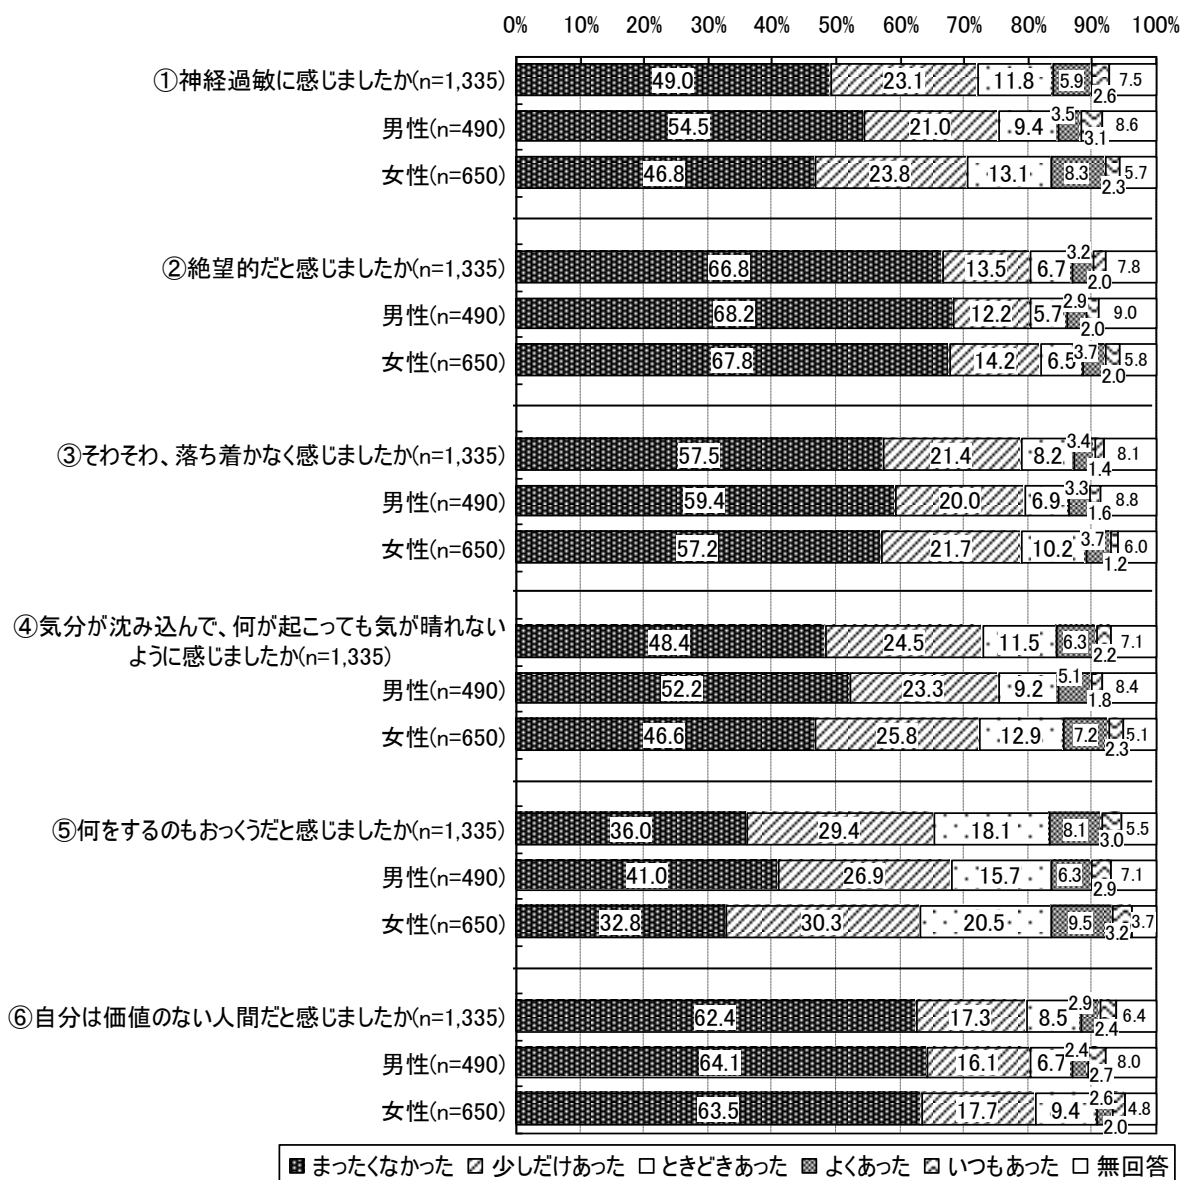 0% 10% 20% 30% 40% 50% 60% 70% 80% 90% 100%
①神経過敏に感じましたか(n=1,335) 49.0 23.1 11.8 5.9 2.6 7.5
男性(n=490) 54.5 21.0 9.4 3.5 3.1 8.6
女性(n=650) 46.8 23.8 13.1 8.3 2.3 5.7
②絶望的だと感じましたか(n=1,335) 66.8 13.5 6.7 3.2 2.0 7.8
男性(n=490) 68.2 12.2 5.7 2.9 2.0 9.0
女性(n=650) 67.8 14.2 6.5 3.7 2.0 5.8
③そわそわ、落ち着かなく感じましたか(n=1,335) 57.5 21.4 8.2 3.4 1.4 8.1
男性(n=490) 59.4 20.0 6.9 3.3 1.6 8.8
女性(n=650) 57.2 21.7 10.2 3.7 1.2 6.0
④気分が沈み込んで、何が起こっても気が晴れない
ように感じましたか(n=1,335) 48.4 24.5 11.5 6.3 2.2 7.1
男性(n=490) 52.2 23.3 9.2 5.1 1.8 8.4
女性(n=650) 46.6 25.8 12.9 7.2 2.3 5.1
⑤何をするのもおっくうだと感じましたか(n=1,335) 36.0 29.4 18.1 8.1 3.0 5.5
男性(n=490) 41.0 26.9 15.7 6.3 2.9 7.1
女性(n=650) 32.8 30.3 20.5 9.5 3.2 3.7
⑥自分は価値のない人間だと感じましたか(n=1,335) 62.4 17.3 8.5 2.9 2.4 6.4
男性(n=490) 64.1 16.1 6.7 2.4 2.7 8.0
女性(n=650) 63.5 17.7 9.4 2.6 2.0 4.8
まったくなかった 少しだけあった ときどきあった よくあった いつもあった 無回答